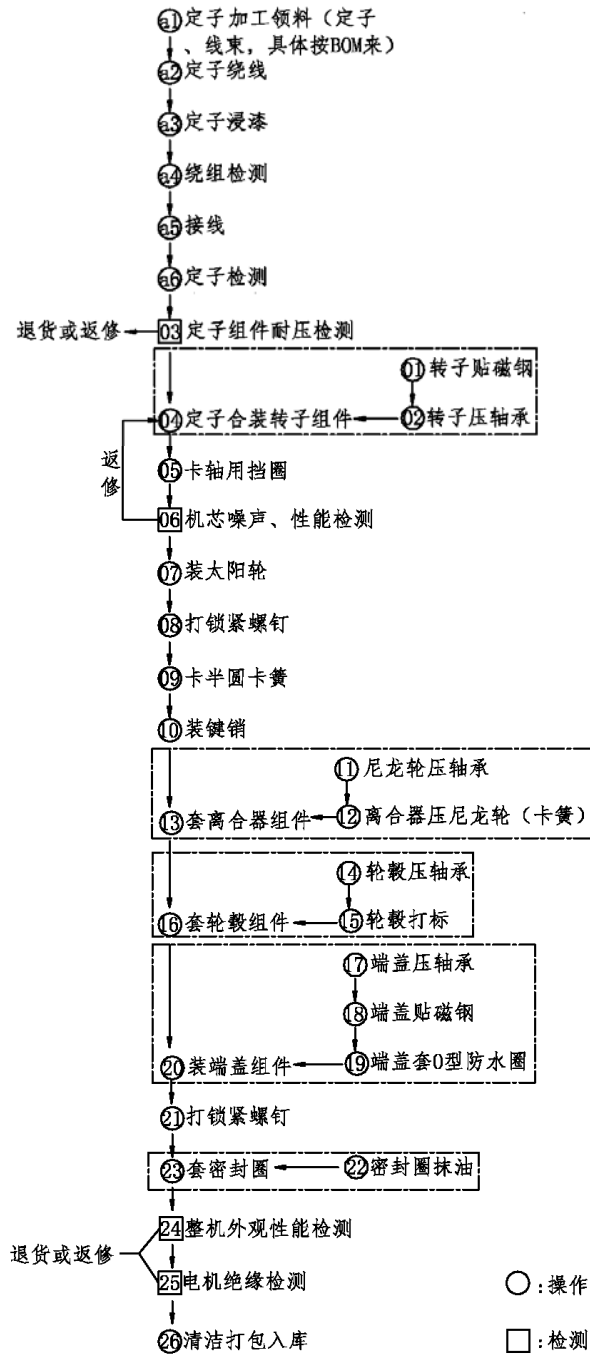 a1定子加工领料（定子
、线束，具体按BOM来）
a2定子绕线
a3定子浸漆
a4绕组检测
a5接线
a6定子检测
退货或返修
03定子组件耐压检测
01转子贴磁钢
04定子合装转子组件
02转子压轴承
返修
05卡轴用挡圈
06机芯噪声、性能检测
07装太阳轮
08打锁紧螺钉
09卡半圆卡簧
10装键销
11尼龙轮压轴承
13套离合器组件
12离合器压尼龙轮（卡簧）
14轮毂压轴承
16套轮毂组件
15轮毂打标
17端盖压轴承
18端盖贴磁钢
20装端盖组件
19端盖套O型防水圈
21打锁紧螺钉
23套密封圈
22密封圈抹油
24整机外观性能检测
退货或返修
25电机绝缘检测
：操作
26清洁打包入库
：检测